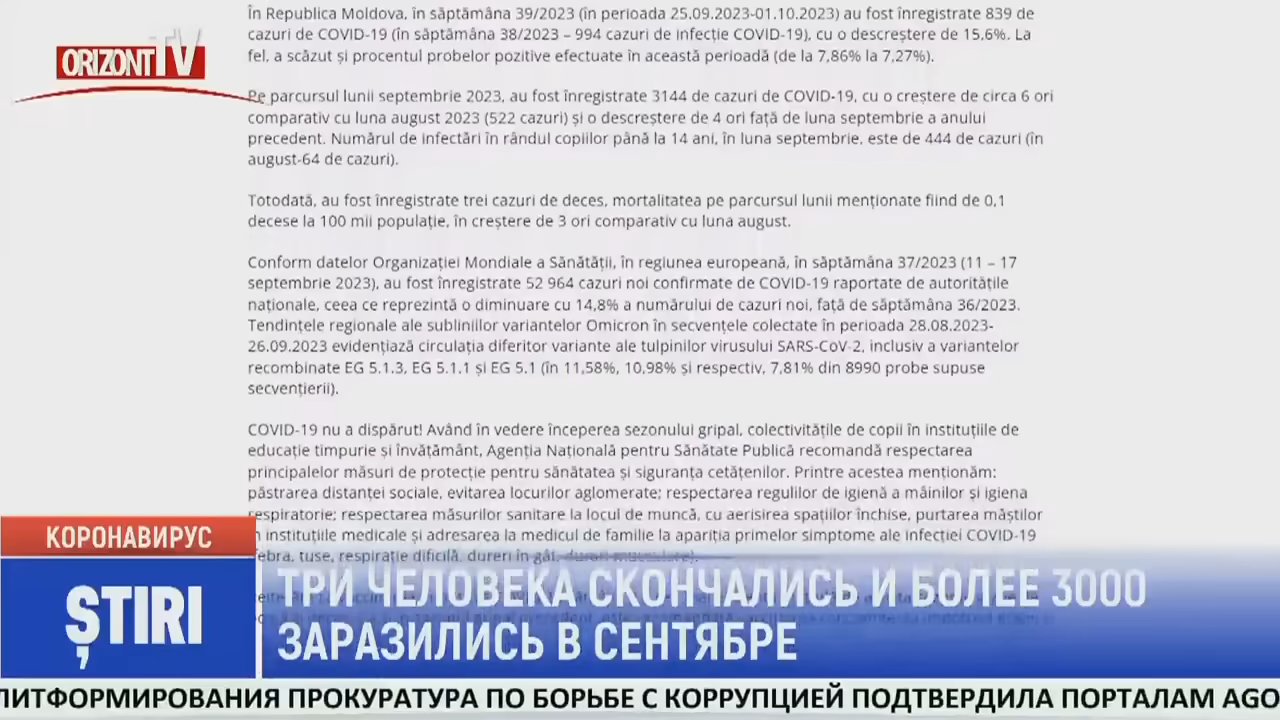 În Republica Moldova, în săptămâna 39/2023 (în perioada 25.09.2023-01.10.2023) au fost înregistrate 839 de
cazuri de COVID-19 (în săptămâna 38/2023 – 994 cazuri de infecție COVID-19), cu o descreștere de 15,6%. La
fel, a scăzut și procentul probelor pozitive efectuate în această perioadă (de la 7,86% la 7,27%).
ORIZONT TV
Pe parcursul lunii septembrie 2023, au fost înregistrate 3144 de cazuri de COVID-19, cu o creștere de circa 6 ori
comparativ cu luna august 2023 (522 cazuri) și o descreștere de 4 ori față de luna septembrie a anului
precedent. Numărul de infectări în rândul copiilor până la 14 ani, în luna septembrie, este de 444 de cazuri (în
august-64 de cazuri).
Totodată, au fost înregistrate trei cazuri de deces, mortalitatea pe parcursul lunii menționate fiind de 0,1
decese la 100 mii populație, în creștere de 3 ori comparativ cu luna august.
Conform datelor Organizației Mondiale a Sănătății, în regiunea europeană, în săptămâna 37/2023 (11 – 17
septembrie 2023), au fost înregistrate 52 964 cazuri noi confirmate de COVID-19 raportate de autoritățile
naționale, ceea ce reprezintă o diminuare cu 14,8% a numărului de cazuri noi, față de săptămâna 36/2023.
Tendințele regionale ale subliniilor variantelor Omicron în secvențele colectate în perioada 28.08.2023-
26.09.2023 evidențiază circulația diferitor variante ale tulpinilor virusului SARS-CoV-2, inclusiv a variantelor
recombinate EG 5.1.3, EG 5.1.1 și EG 5.1 (în 11,58%, 10,98% și respectiv, 7,81% din 8990 probe supuse
secvențierii).
COVID-19 nu a dispărut! Având în vedere începerea sezonului gripal, colectivitățile de copii în instituțiile de
educație timpurie și învățământ, Agenția Națională pentru Sănătate Publică recomandă respectarea
principalelor măsuri de protecție pentru sănătatea și siguranța cetățenilor. Printre acestea menționăm:
păstrarea distanței sociale, evitarea locurilor aglomerate; respectarea regulilor de igienă a mâinilor și igiena
respiratorie; respectarea măsurilor sanitare la locul de muncă, cu aerisirea spațiilor închise, purtarea măștilor
în instituțiile medicale și adresarea la medicul de familie la apariția primelor simptome ale infecției COVID-19
febra, tuse, respirație dificilă, dureri în gât, dureri musculare).
КОРОНАВИРУС
ȘTIRI
ТРИ ЧЕЛОВЕКА СКОНЧАЛИСЬ И БОЛЕЕ 3000
ЗАРАЗИЛИСЬ В СЕНТЯБРЕ
ЛИТФОРМИРОВАНИЯ ПРОКУРАТУРА ПО БОРЬБЕ С КОРРУПЦИЕЙ ПОДТВЕРДИЛА ПОРТАЛАМ AGO